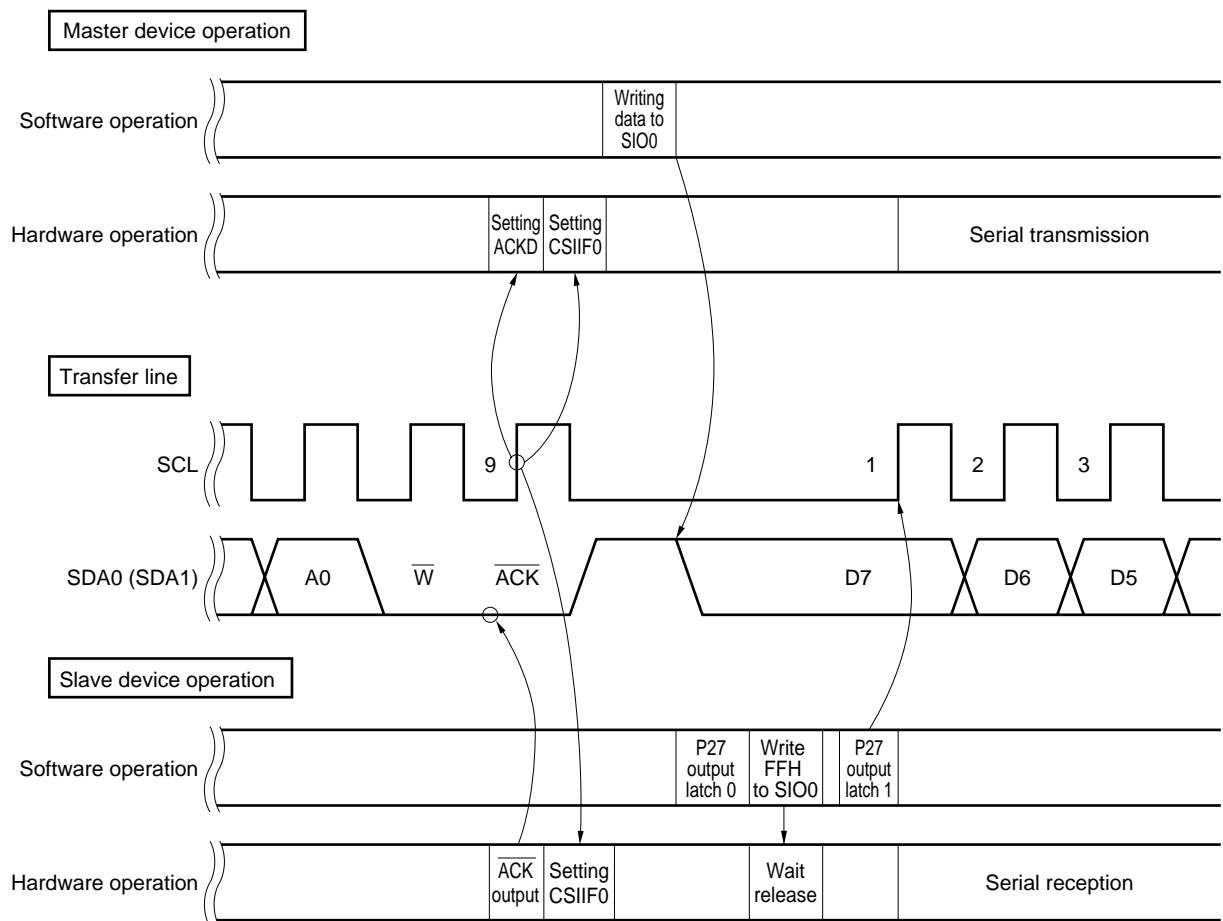 Master device operation
Software operation
Writing
data to
SIO0
Hardware operation
Setting
ACKD
Setting
CSIIF0
Serial transmission
Transfer line
SCL
9
1
2
3
SDA0 (SDA1)
A0
W
ACK
D7
D6
D5
Slave device operation
Software operation
P27
output
latch 0
Write
FFH
to SIO0
P27
output
latch 1
Hardware operation
ACK
output
Setting
CSIIF0
Wait
release
Serial reception